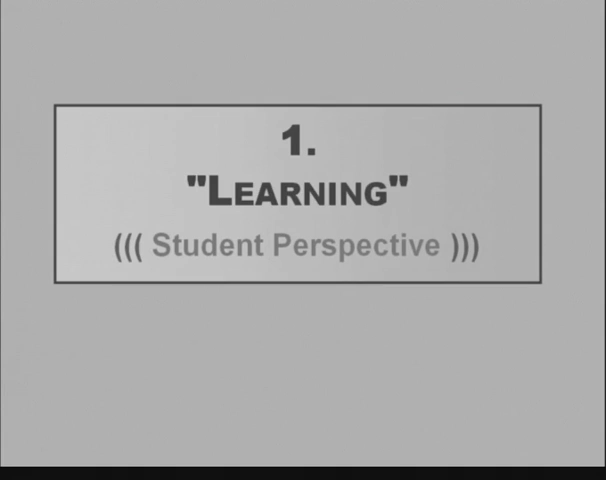 1.
"LEARNING"
((( Student Perspective )))